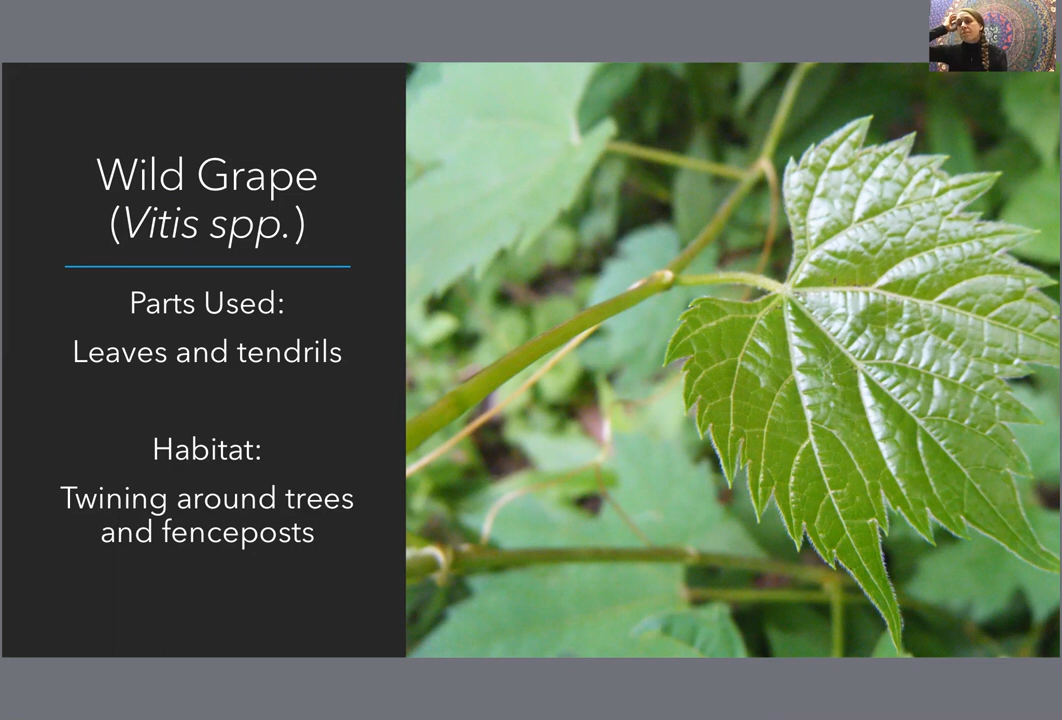 Wild Grape
(Vitis spp.)
Parts Used:
Leaves and tendrils
Habitat:
Twining around trees
and fenceposts